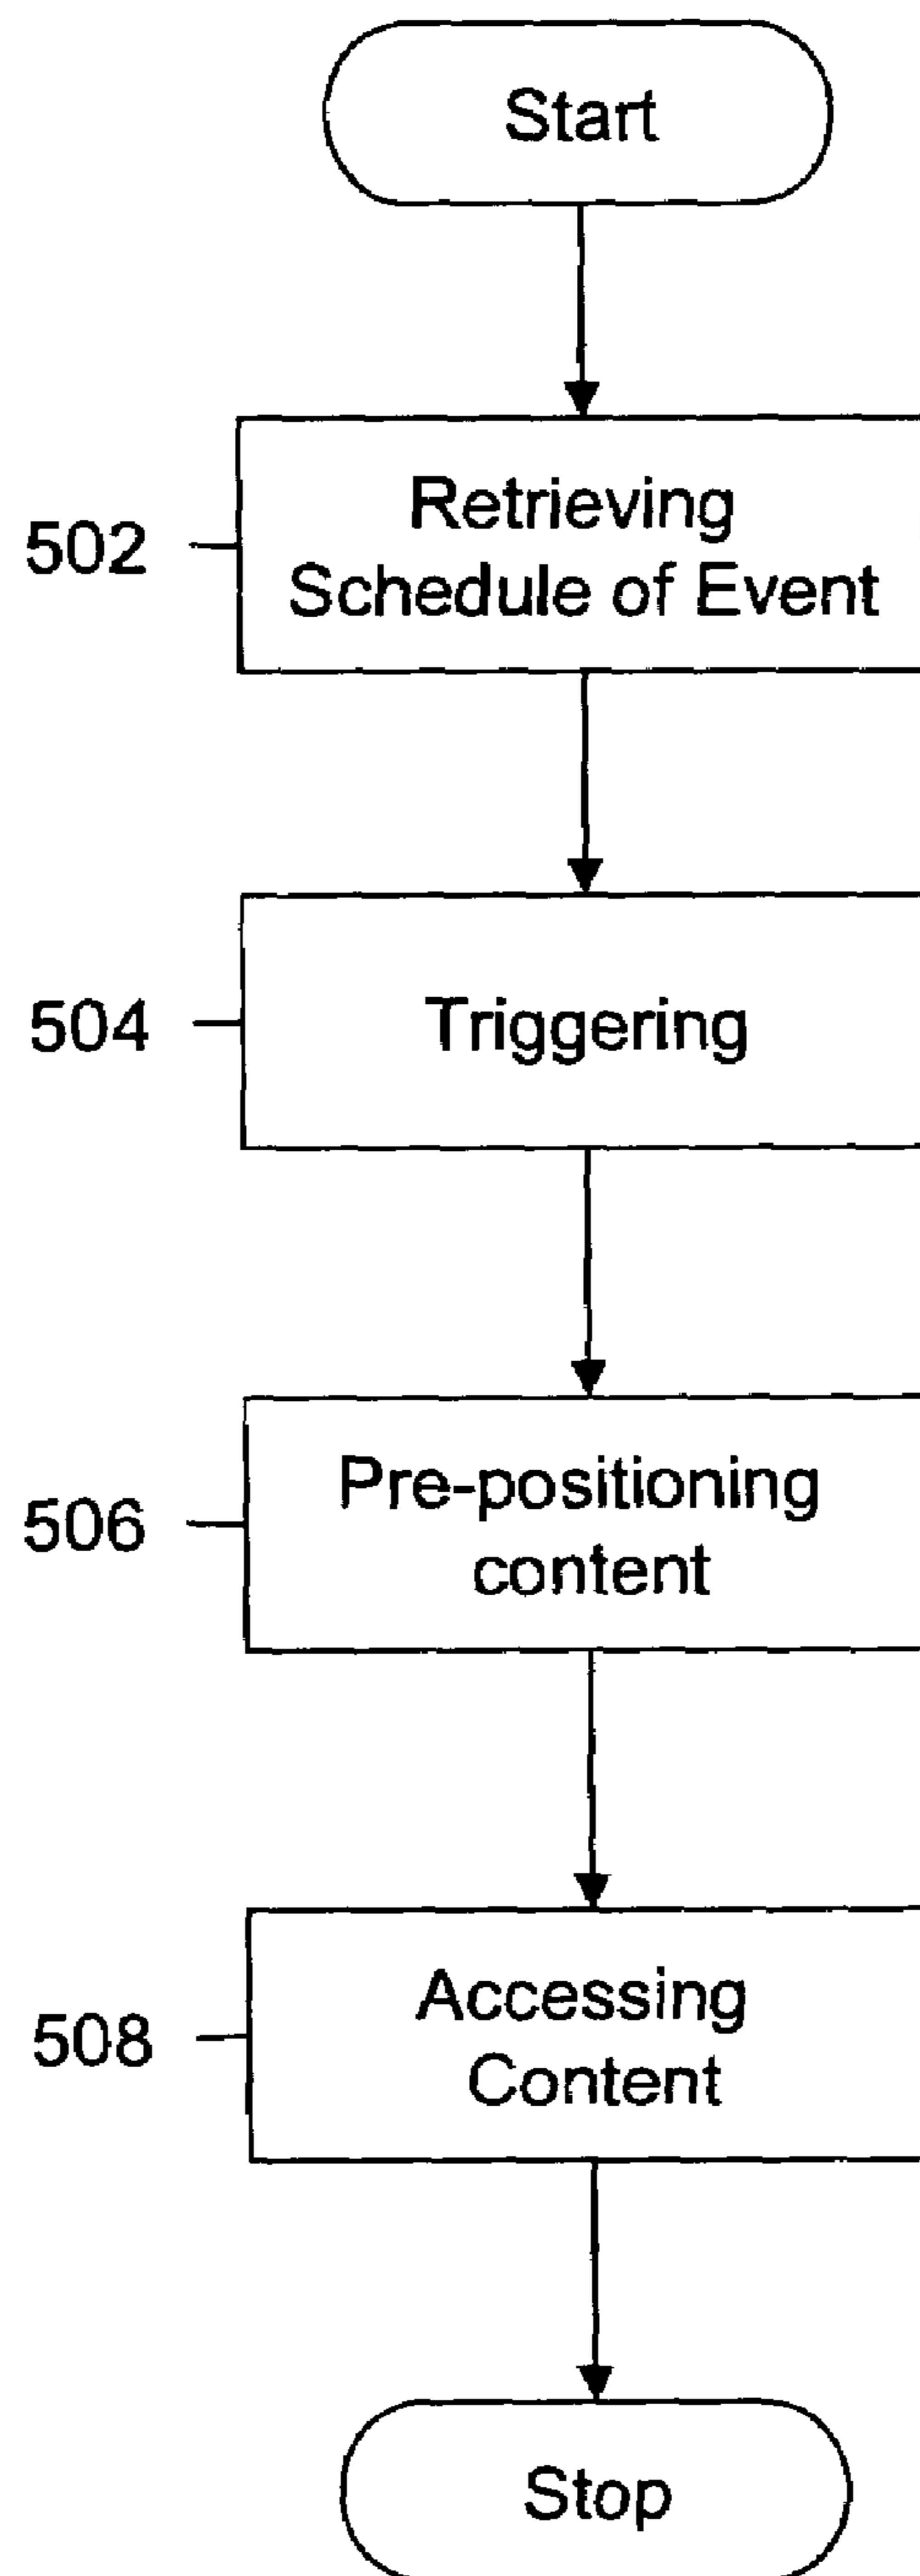 Start
502
Retrieving
Schedule of Event
504
Triggering
506
Pre-positioning
content
508
Accessing
Content
Stop